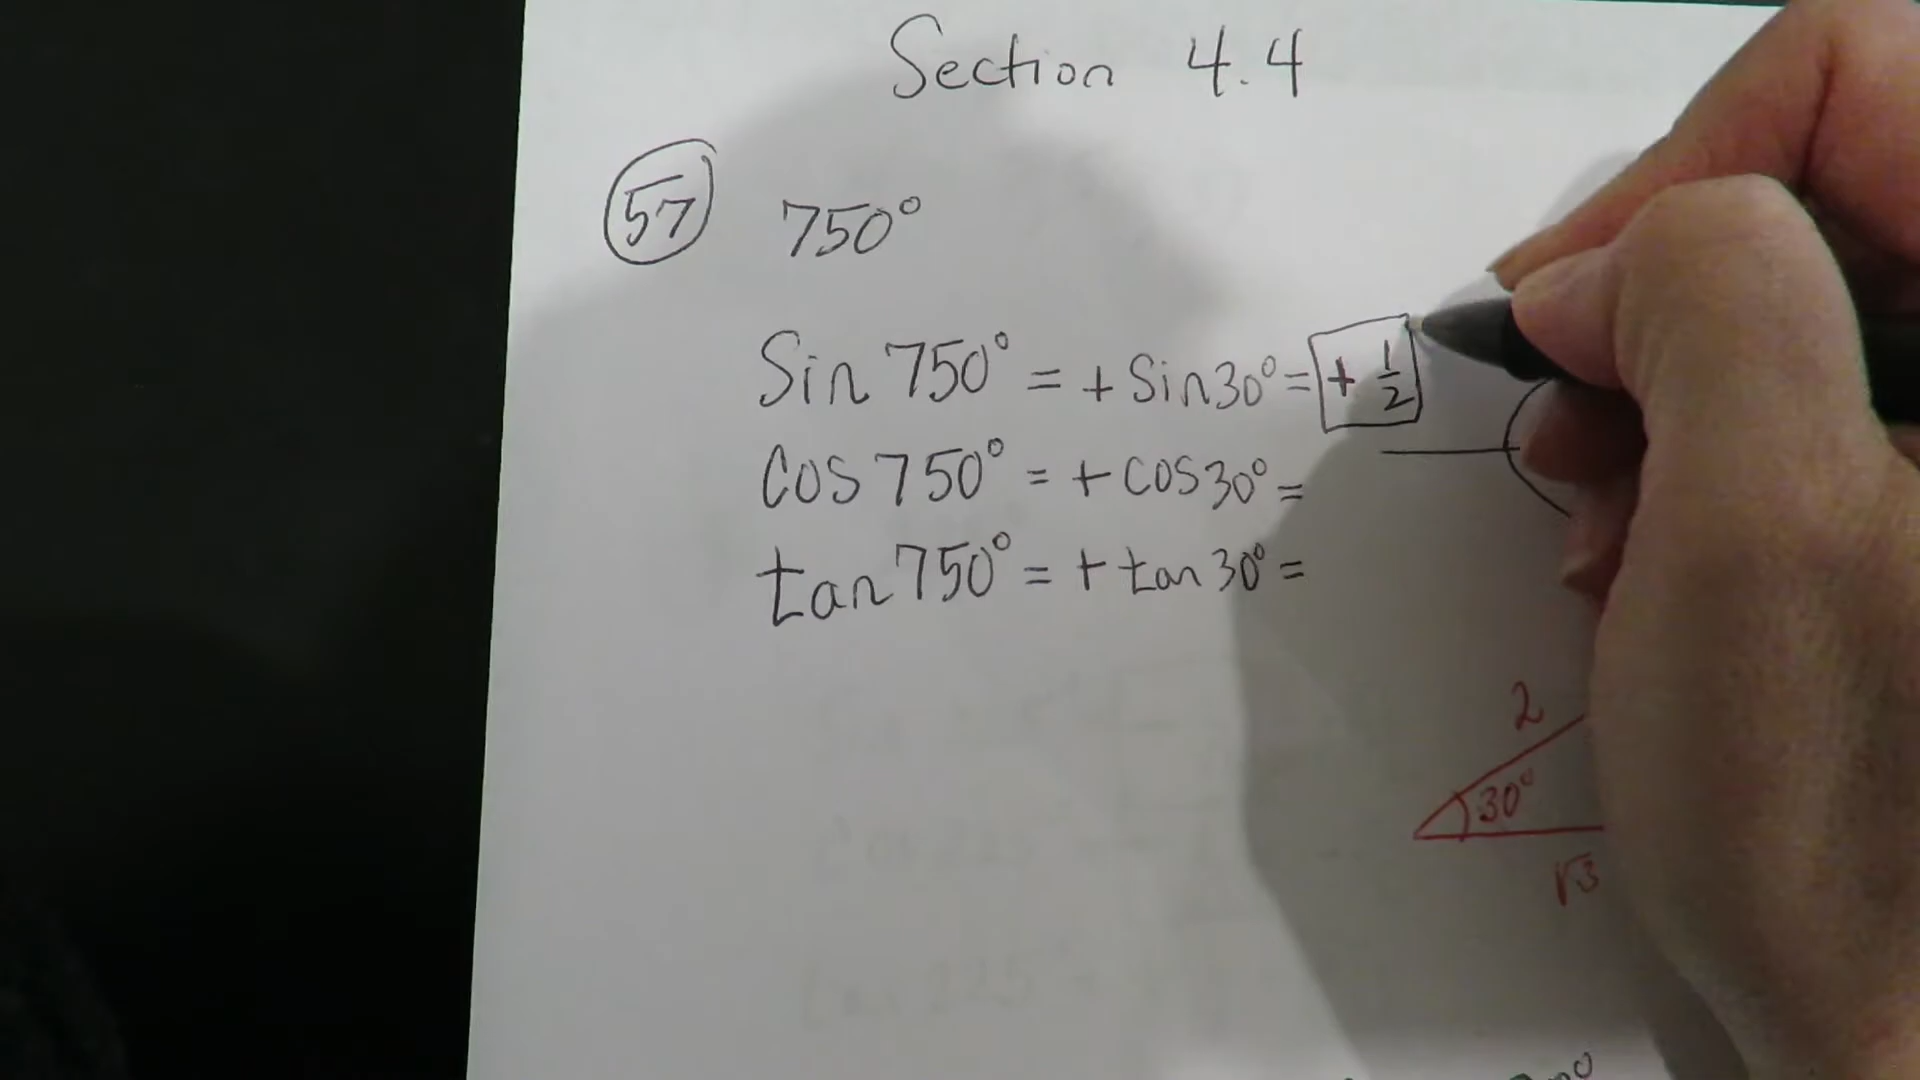 Section 4.4
57 750°
Sin 750° = + Sin 30° = + 1/2
Cos 750° = + Cos 30° =
tan 750° = + tan 30° =
2
30°
√3